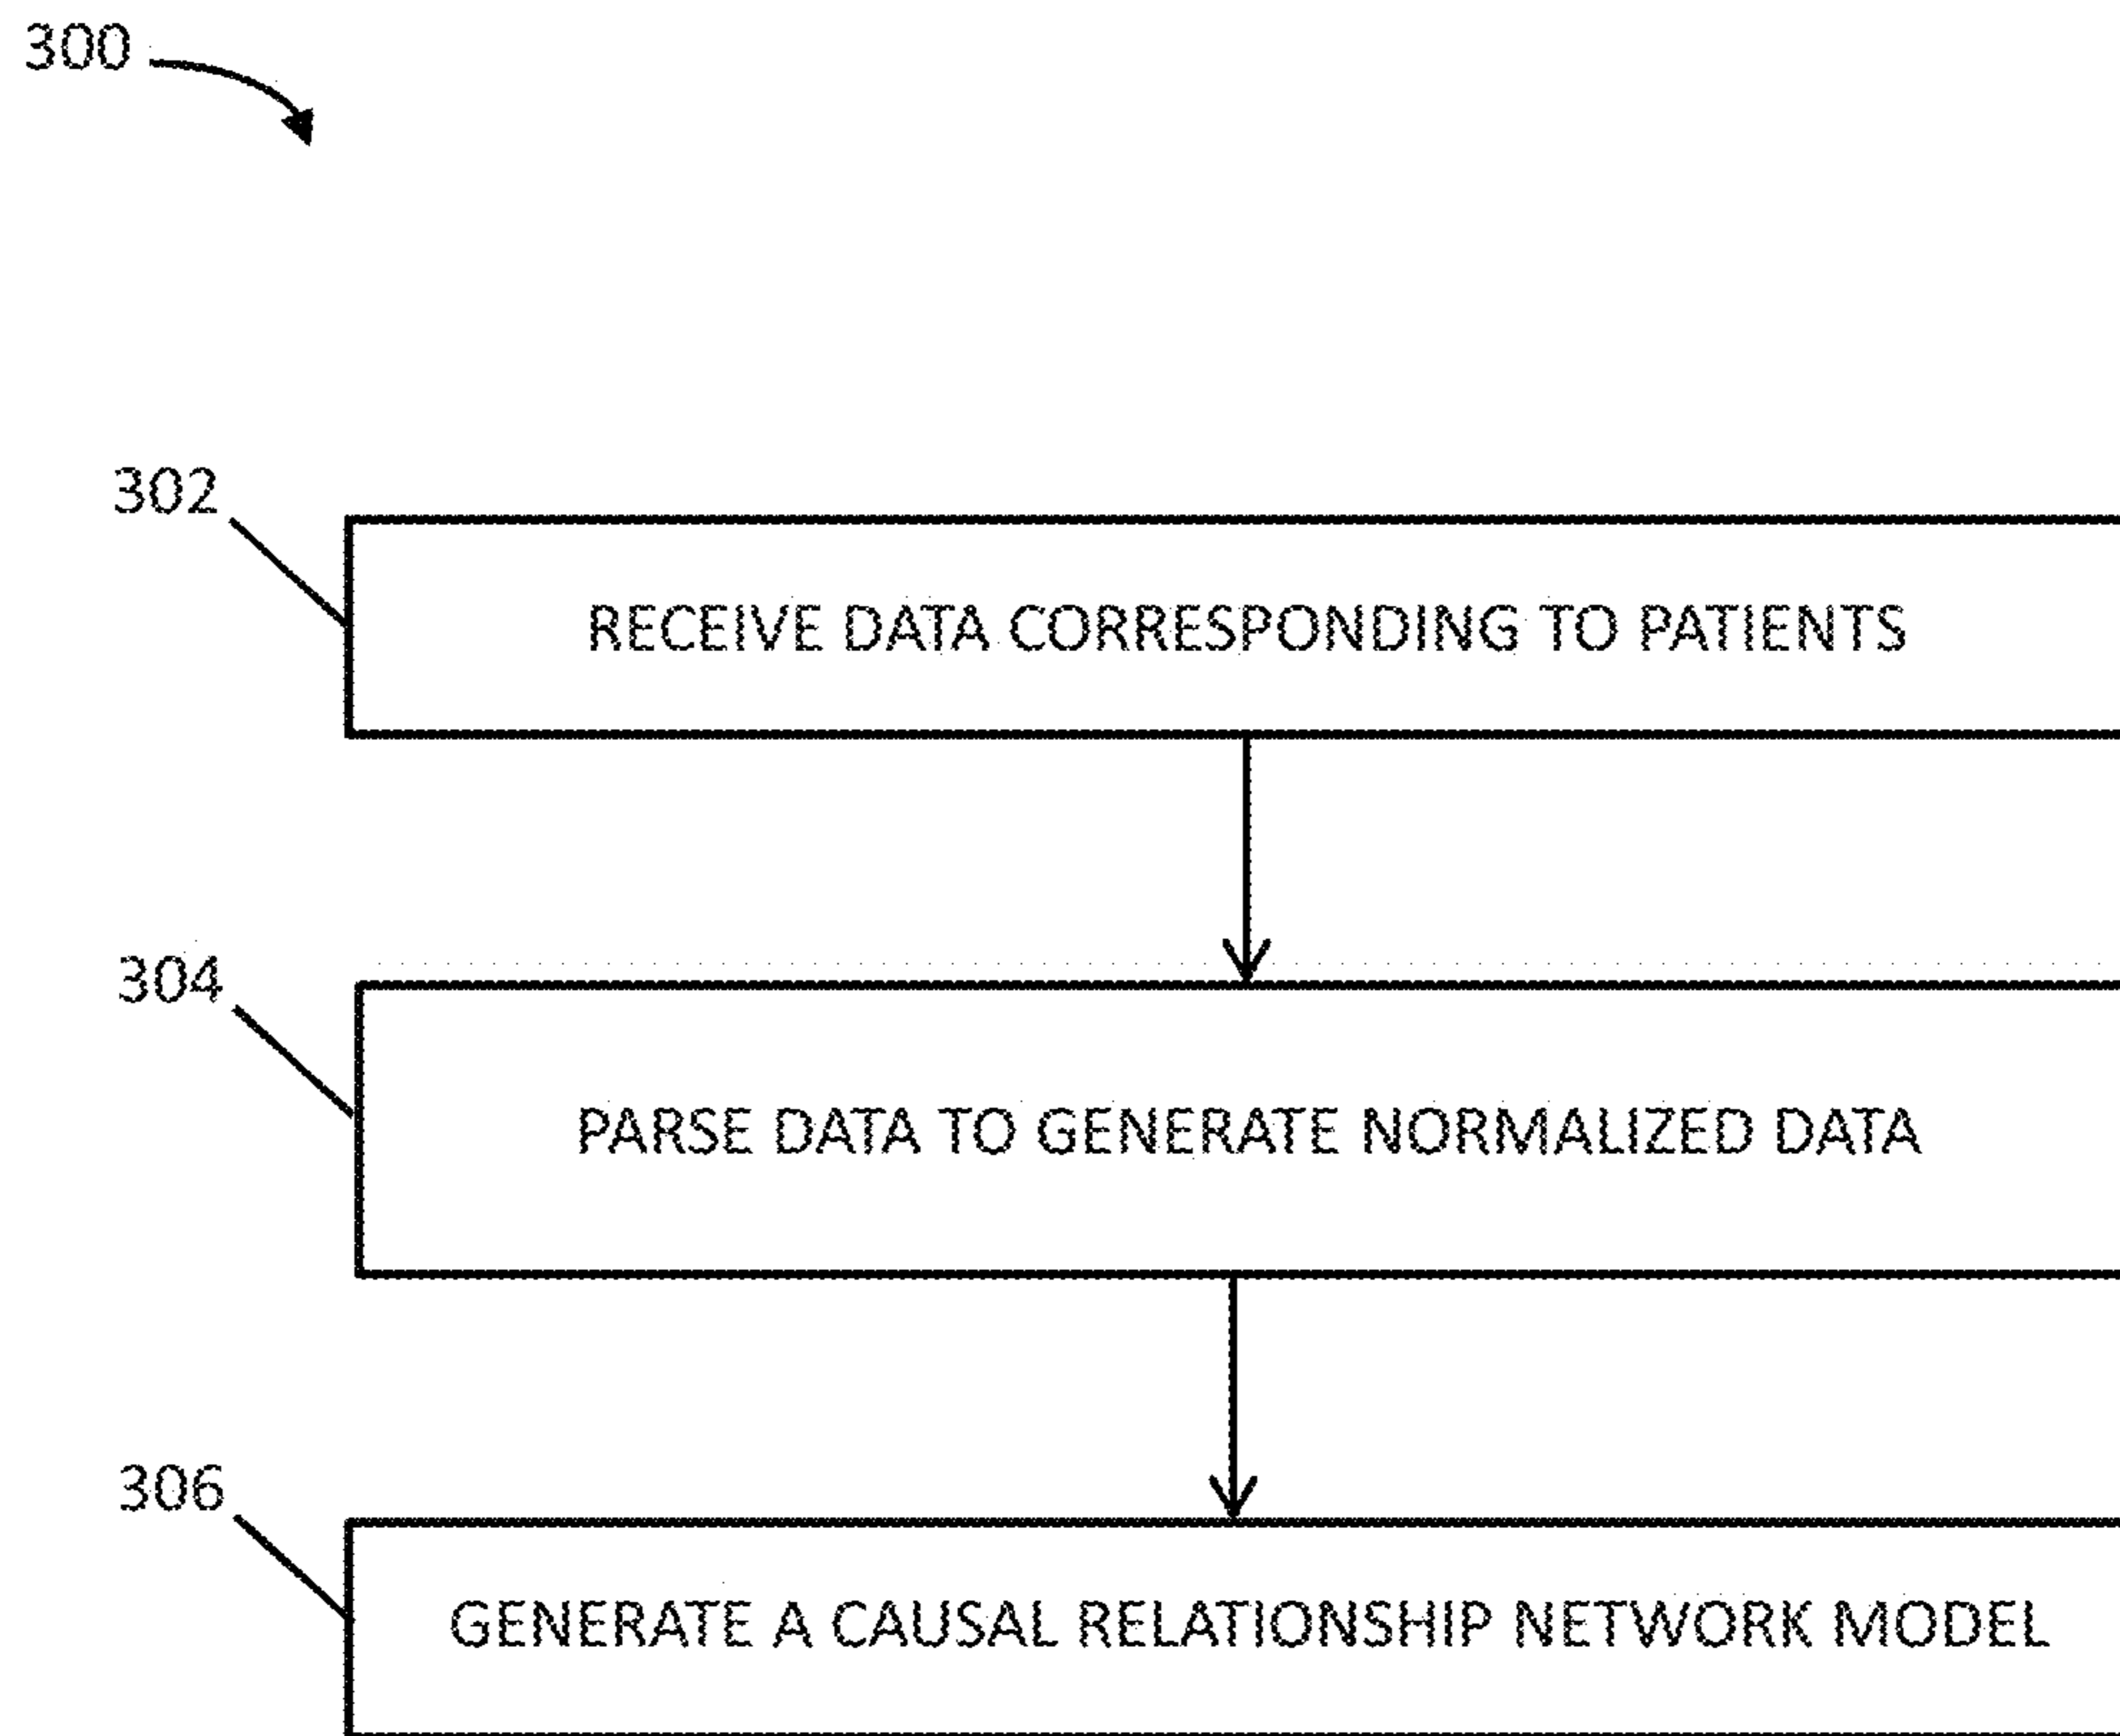 300
302
RECEIVE DATA CORRESPONDING TO PATIENTS
304
PARSE DATA TO GENERATE NORMALIZED DATA
306
GENERATE A CAUSAL RELATIONSHIP NETWORK MODEL